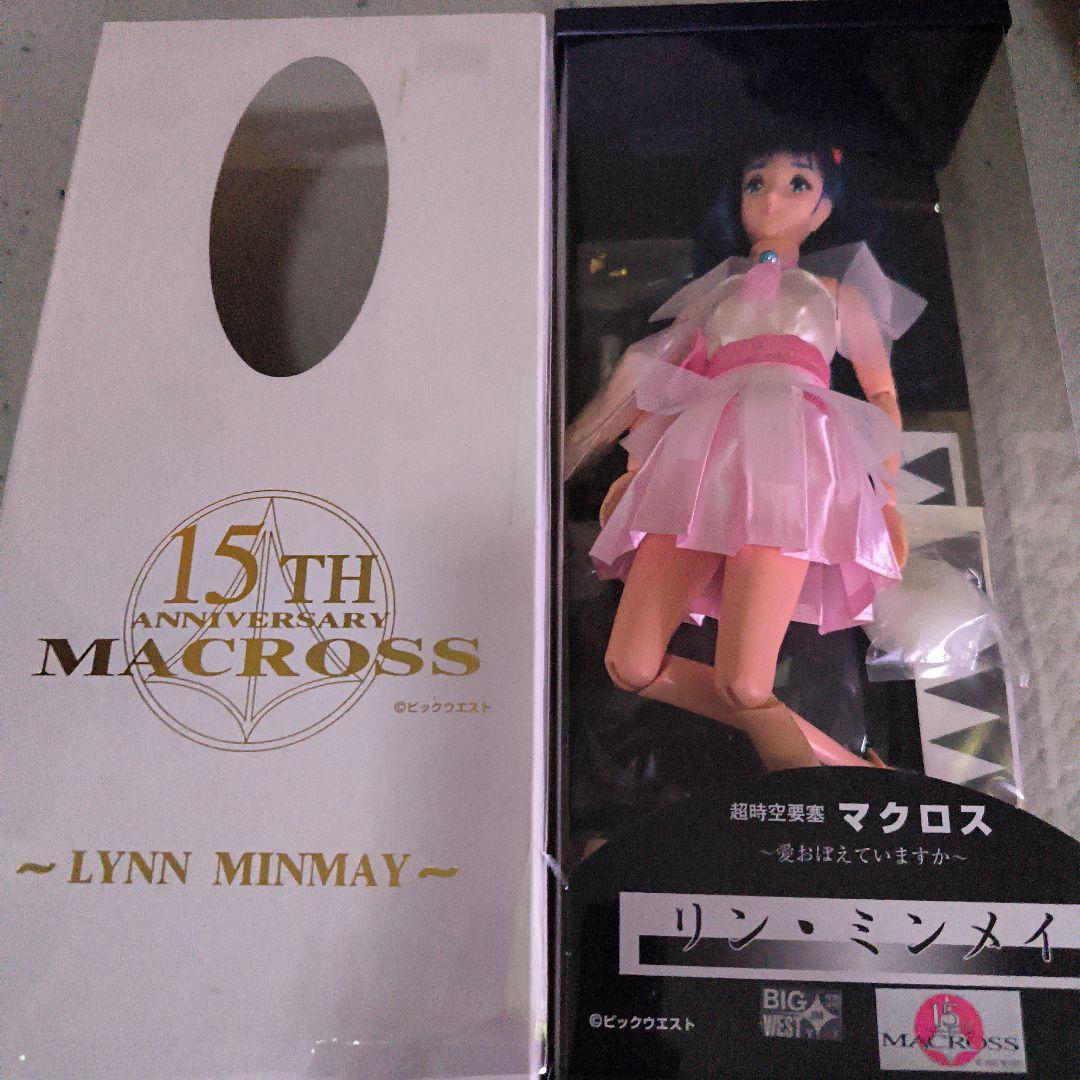 15TH
ANNIVERSARY
MACROSS
©ビックウエスト
～LYNN MINMAY～
超時空要塞 マクロス
～愛おぼえていますか～
リン・ミンメイ
©ビックウエスト
BIG
WEST
15
MACROSS